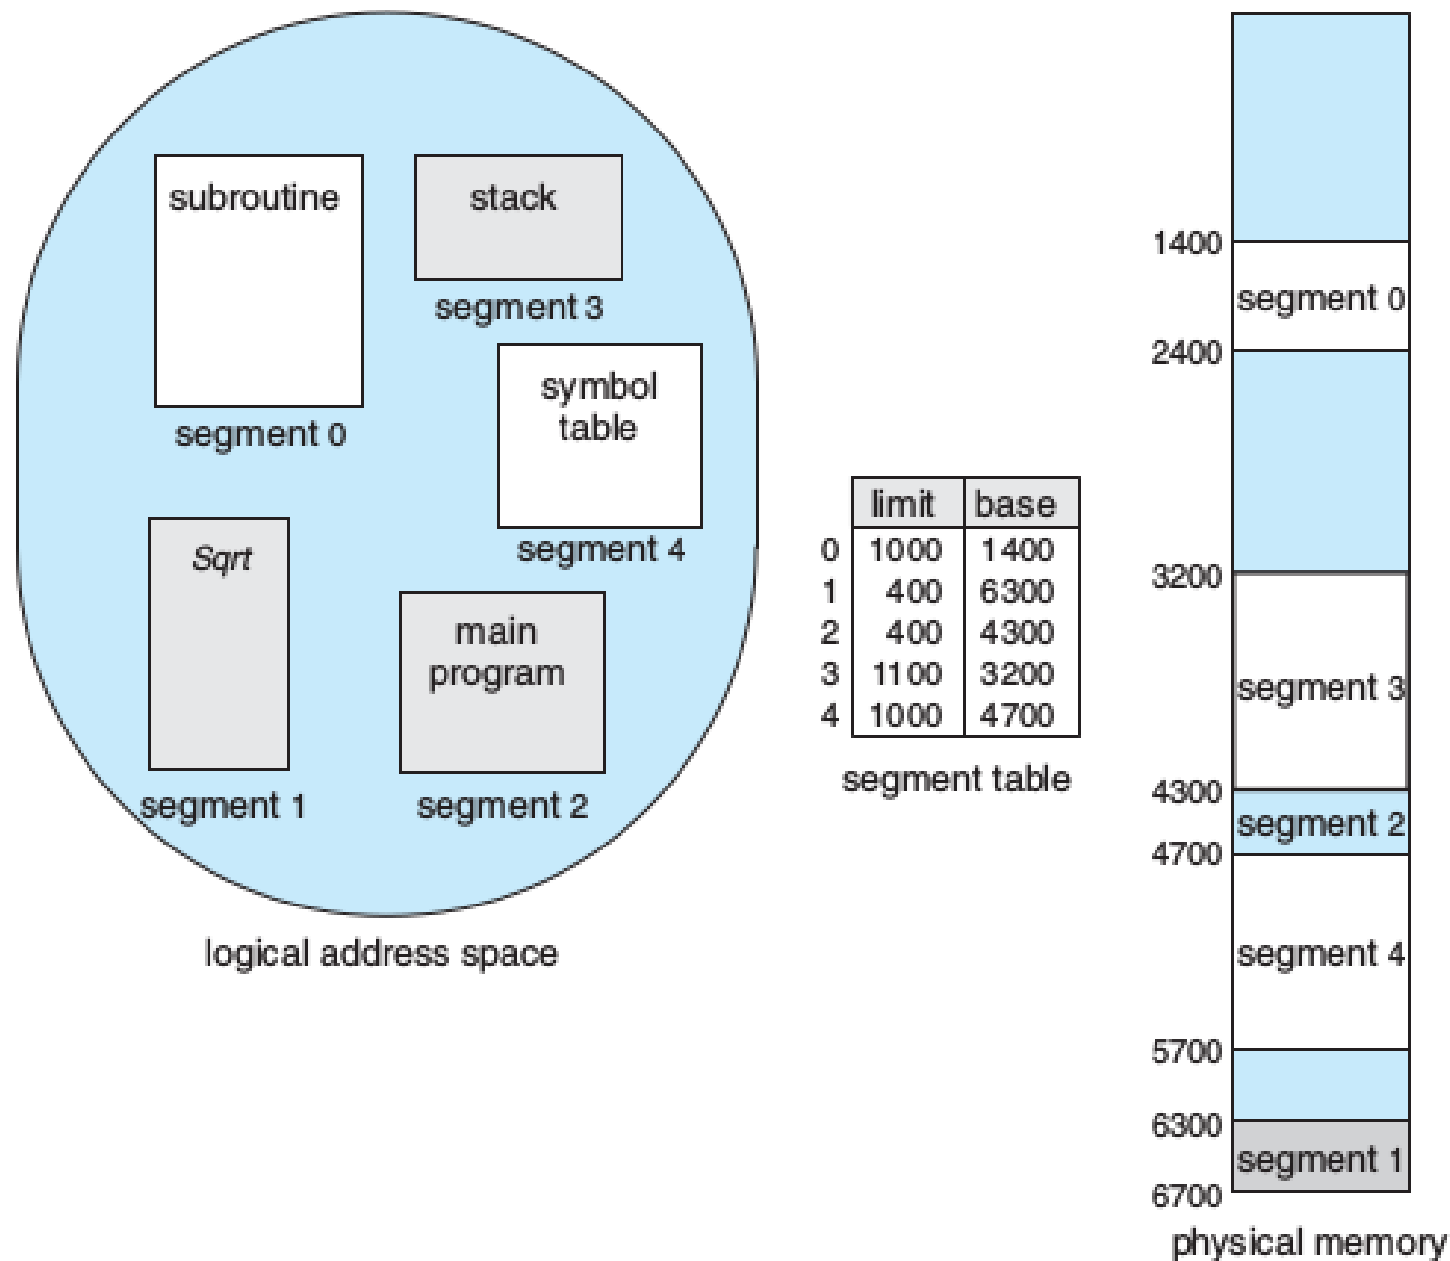 subroutine
segment 0
stack
segment 3
symbol
table
segment 4
Sqrt
segment 1
main
program
segment 2
logical address space
limit base
0 1000 1400
1 400 6300
2 400 4300
3 1100 3200
4 1000 4700
segment table
1400
segment 0
2400
3200
segment 3
4300
segment 2
4700
segment 4
5700
6300
segment 1
6700
physical memory